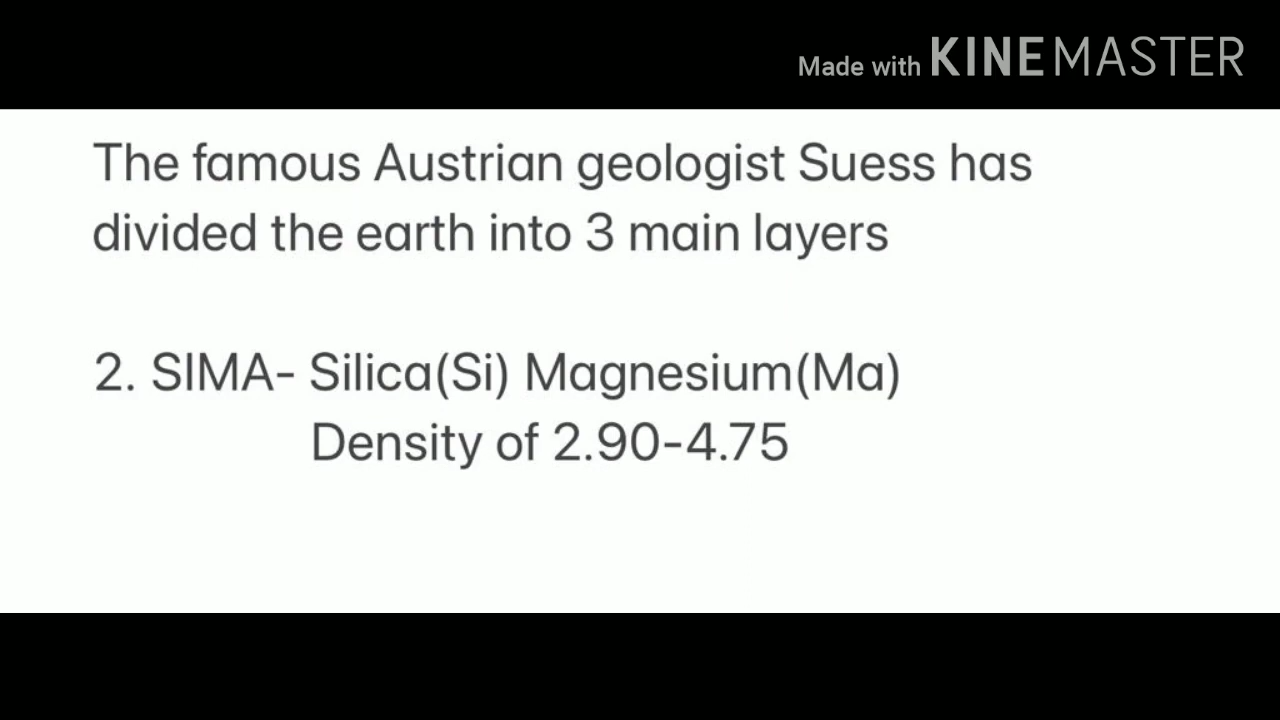 Made with KINEMASTER
The famous Austrian geologist Suess has
divided the earth into 3 main layers
2. SIMA- Silica(Si) Magnesium(Ma)
Density of 2.90-4.75